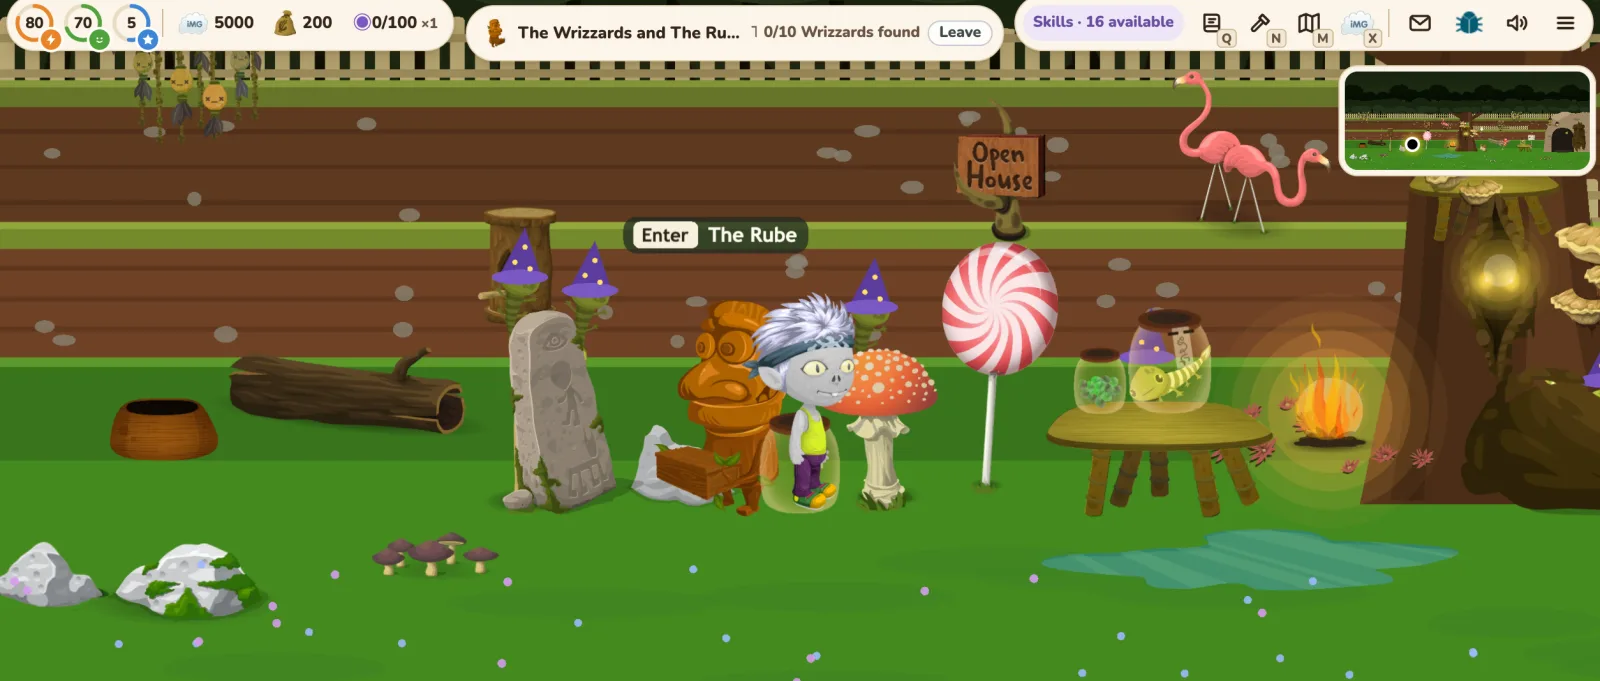 80
70
5
iMG 5000
200
0/100 ×1
The Wrizzards and The Ru...
0/10 Wrizzards found
Leave
Skills · 16 available
Q
N
M
iMG
X
Open
House
Enter The Rube